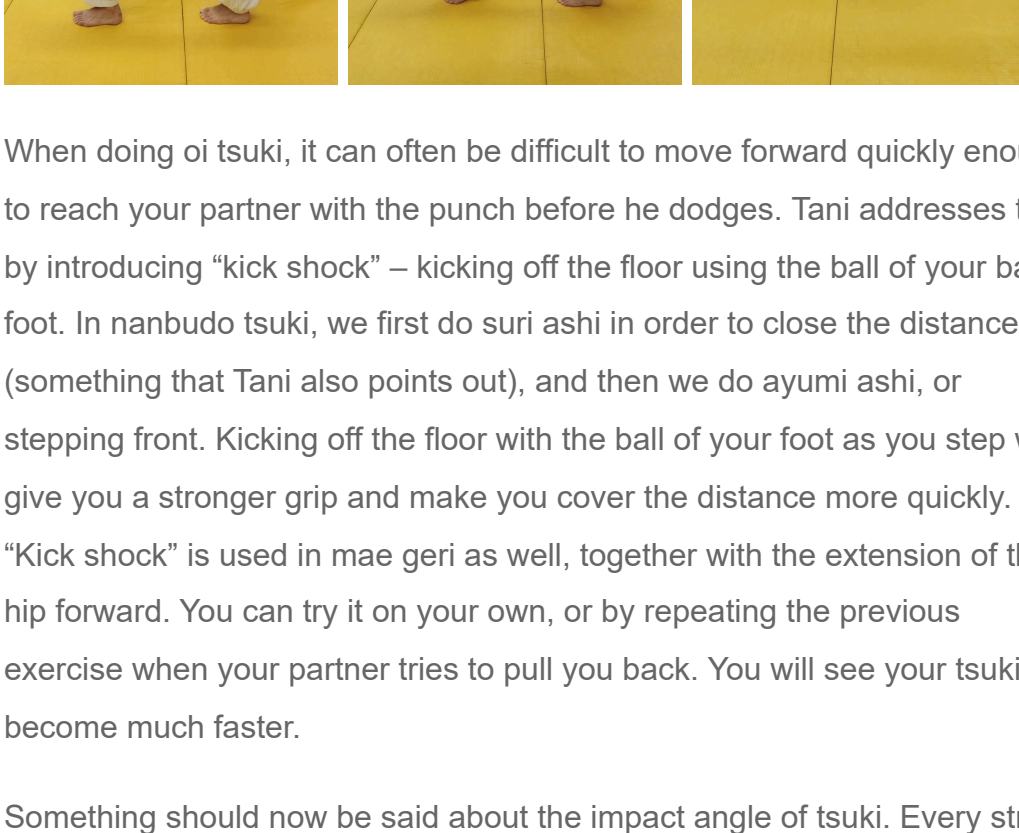 When doing oi tsuki, it can often be difficult to move forward quickly
to reach your partner with the punch before he dodges. Tani addresses
by introducing “kick shock” – kicking off the floor using the ball of your
foot. In nanbudo tsuki, we first do suri ashi in order to close the distance
(something that Tani also points out), and then we do ayumi ashi, or
stepping front. Kicking off the floor with the ball of your foot as you step
give you a stronger grip and make you cover the distance more quickly.
“Kick shock” is used in mae geri as well, together with the extension of
hip forward. You can try it on your own, or by repeating the previous
exercise when your partner tries to pull you back. You will see your tsuki
become much faster.
Something should now be said about the impact angle of tsuki. Every